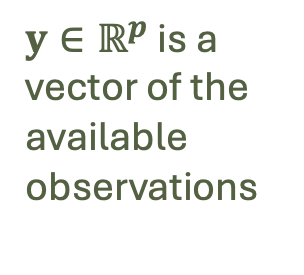 𝐲 ∈ ℝ𝒑 is a
vector of the
available
observations